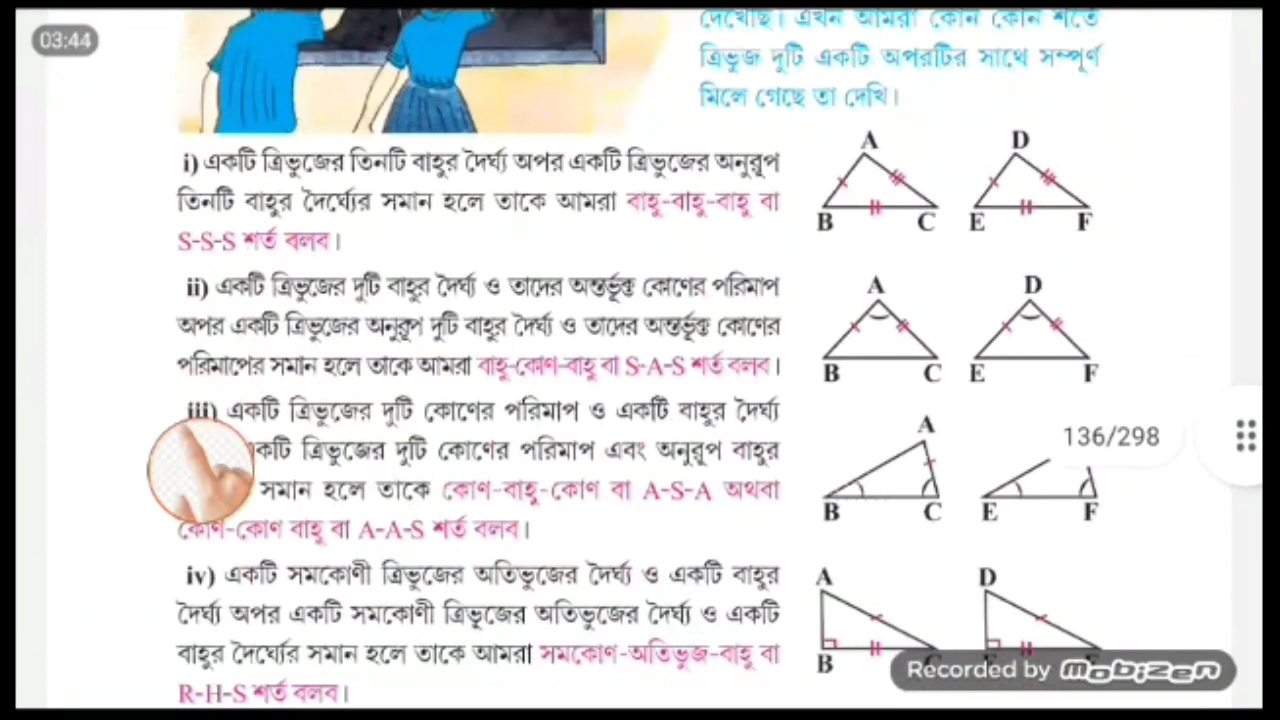 03:44
দেখেছি। এখন আমরা কোন কোন শর্তে
ত্রিভুজ দুটি একটি অপরটির সাথে সম্পূর্ণ
মিলে গেছে তা দেখি।
i) একটি ত্রিভুজের তিনটি বাহুর দৈর্ঘ্য অপর একটি ত্রিভুজের অনুরূপ
তিনটি বাহুর দৈর্ঘ্যের সমান হলে তাকে আমরা বাহু-বাহু-বাহু বা
S-S-S শর্ত বলব।
A D
B C E F
ii) একটি ত্রিভুজের দুটি বাহুর দৈর্ঘ্য ও তাদের অন্তর্ভূক্ত কোণের পরিমাপ
অপর একটি ত্রিভুজের অনুরূপ দুটি বাহুর দৈর্ঘ্য ও তাদের অন্তর্ভূক্ত কোণের
পরিমাপের সমান হলে তাকে আমরা বাহু-কোণ-বাহু বা S-A-S শর্ত বলব।
A D
B C E F
iii) একটি ত্রিভুজের দুটি কোণের পরিমাপ ও একটি বাহুর দৈর্ঘ্য
একটি ত্রিভুজের দুটি কোণের পরিমাপ এবং অনুরূপ বাহুর
সমান হলে তাকে কোণ-বাহু-কোণ বা A-S-A অথবা
কোণ-কোণ বাহু বা A-A-S শর্ত বলব।
A
136/298
B C E F
iv) একটি সমকোণী ত্রিভুজের অতিভুজের দৈর্ঘ্য ও একটি বাহুর
দৈর্ঘ্য অপর একটি সমকোণী ত্রিভুজের অতিভুজের দৈর্ঘ্য ও একটি
বাহুর দৈর্ঘ্যের সমান হলে তাকে আমরা সমকোণ-অতিভুজ-বাহু বা
R-H-S শর্ত বলব।
A D
B
Recorded by mobizen